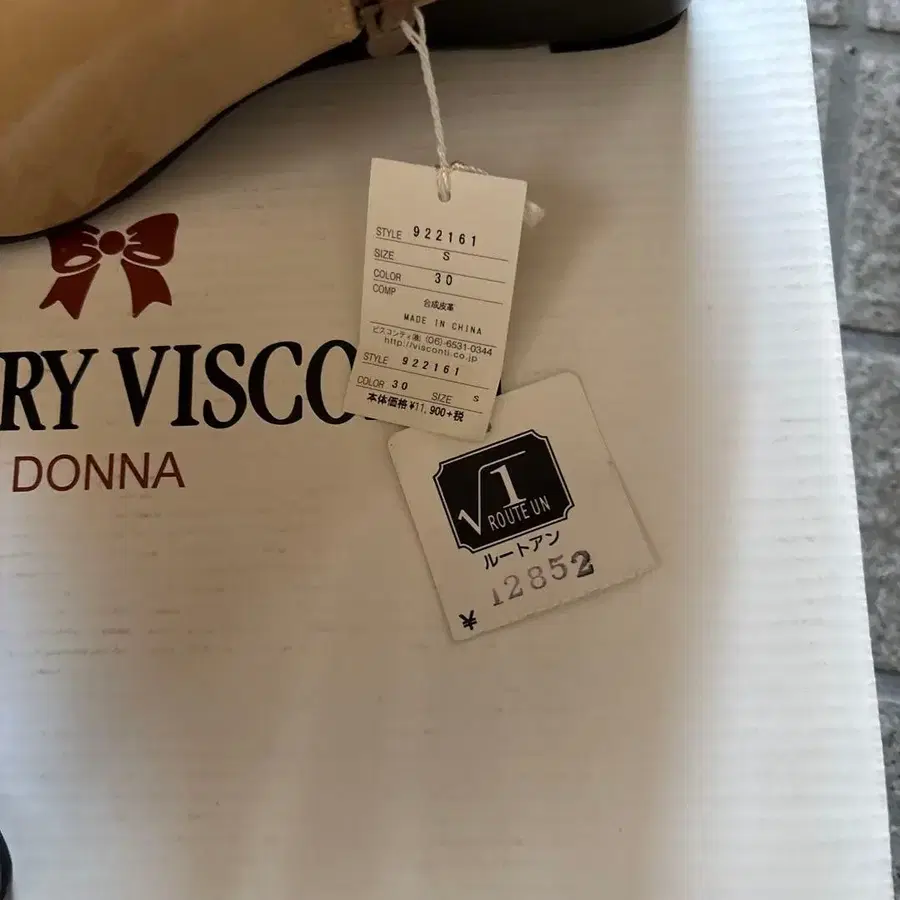 STYLE 922161
SIZE S
COLOR 30
COMP
合成皮革
MADE IN CHINA
ビスコンティ㈱ (06)-6531-0344
http://visconti.co.jp
STYLE 922161
COLOR 30 SIZE S
本体価格¥11,900+税
RY VISCO
DONNA
√1
ROUTE UN
ルートアン
¥ 12852